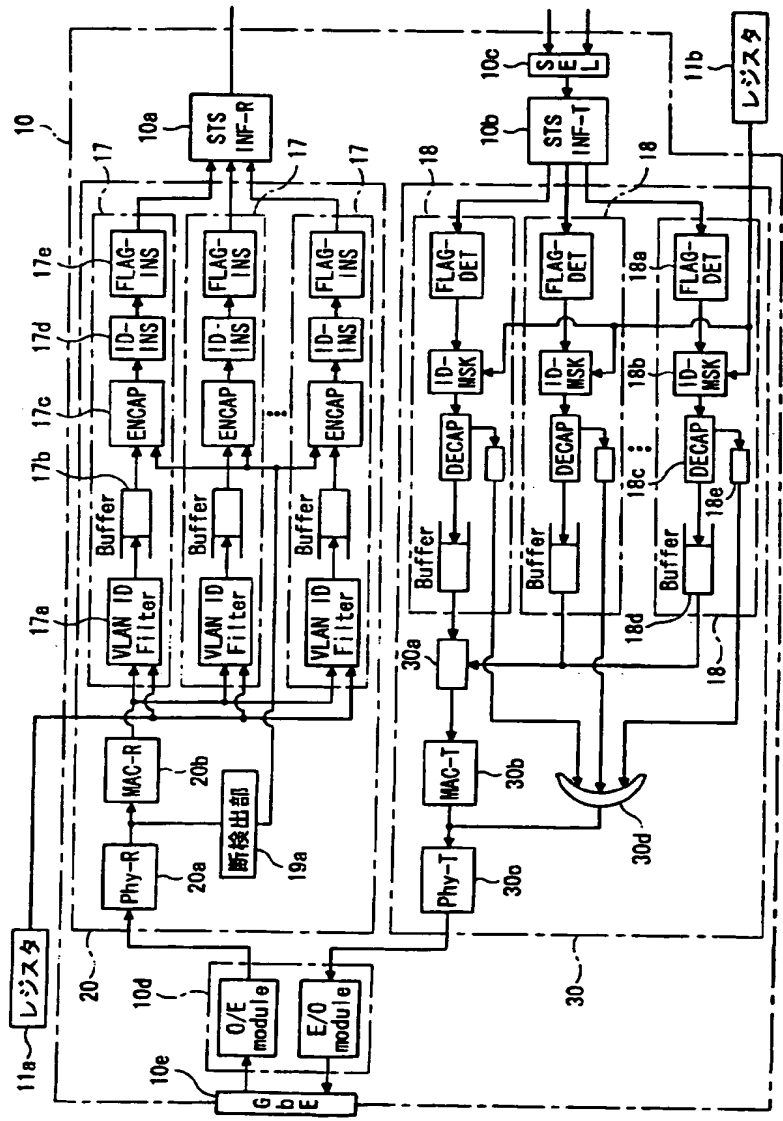 10
11a
レジスタ
20
10e
GbE
10d
O/E
module
E/O
module
Phy-R
20a
MAC-R
20b
断検出部
19a
17
17a
VLAN ID
Filter
17b
Buffer
17c
ENCAP
17d
ID-
INS
17e
FLAG-
INS
17
VLAN ID
Filter
Buffer
ENCAP
ID-
INS
FLAG-
INS
17
VLAN ID
Filter
Buffer
ENCAP
ID-
INS
FLAG-
INS
10a
STS
INF-R
10c
SEL
10b
STS
INF-T
11b
レジスタ
18
FLAG-
DET
ID-
MSK
DECAP
Buffer
18
FLAG-
DET
ID-
MSK
DECAP
Buffer
18
18a
FLAG-
DET
18b
ID-
MSK
18c
DECAP
18e
Buffer
18d
30a
MAC-T
30b
Phy-T
30c
30d
30